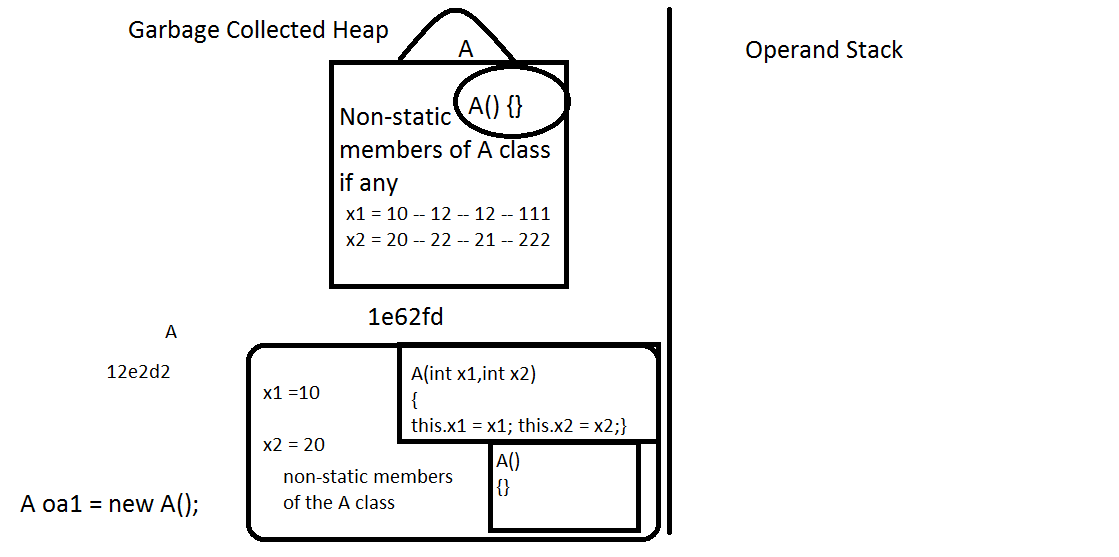 Garbage Collected Heap
Operand Stack
A
A() {}
Non-static
members of A class
if any
x1 = 10 -- 12 -- 12 -- 111
x2 = 20 -- 22 -- 21 -- 222
1e62fd
A
12e2d2
A(int x1,int x2)
{
this.x1 = x1; this.x2 = x2;}
x1 =10
x2 = 20
A()
{}
non-static members
of the A class
A oa1 = new A();